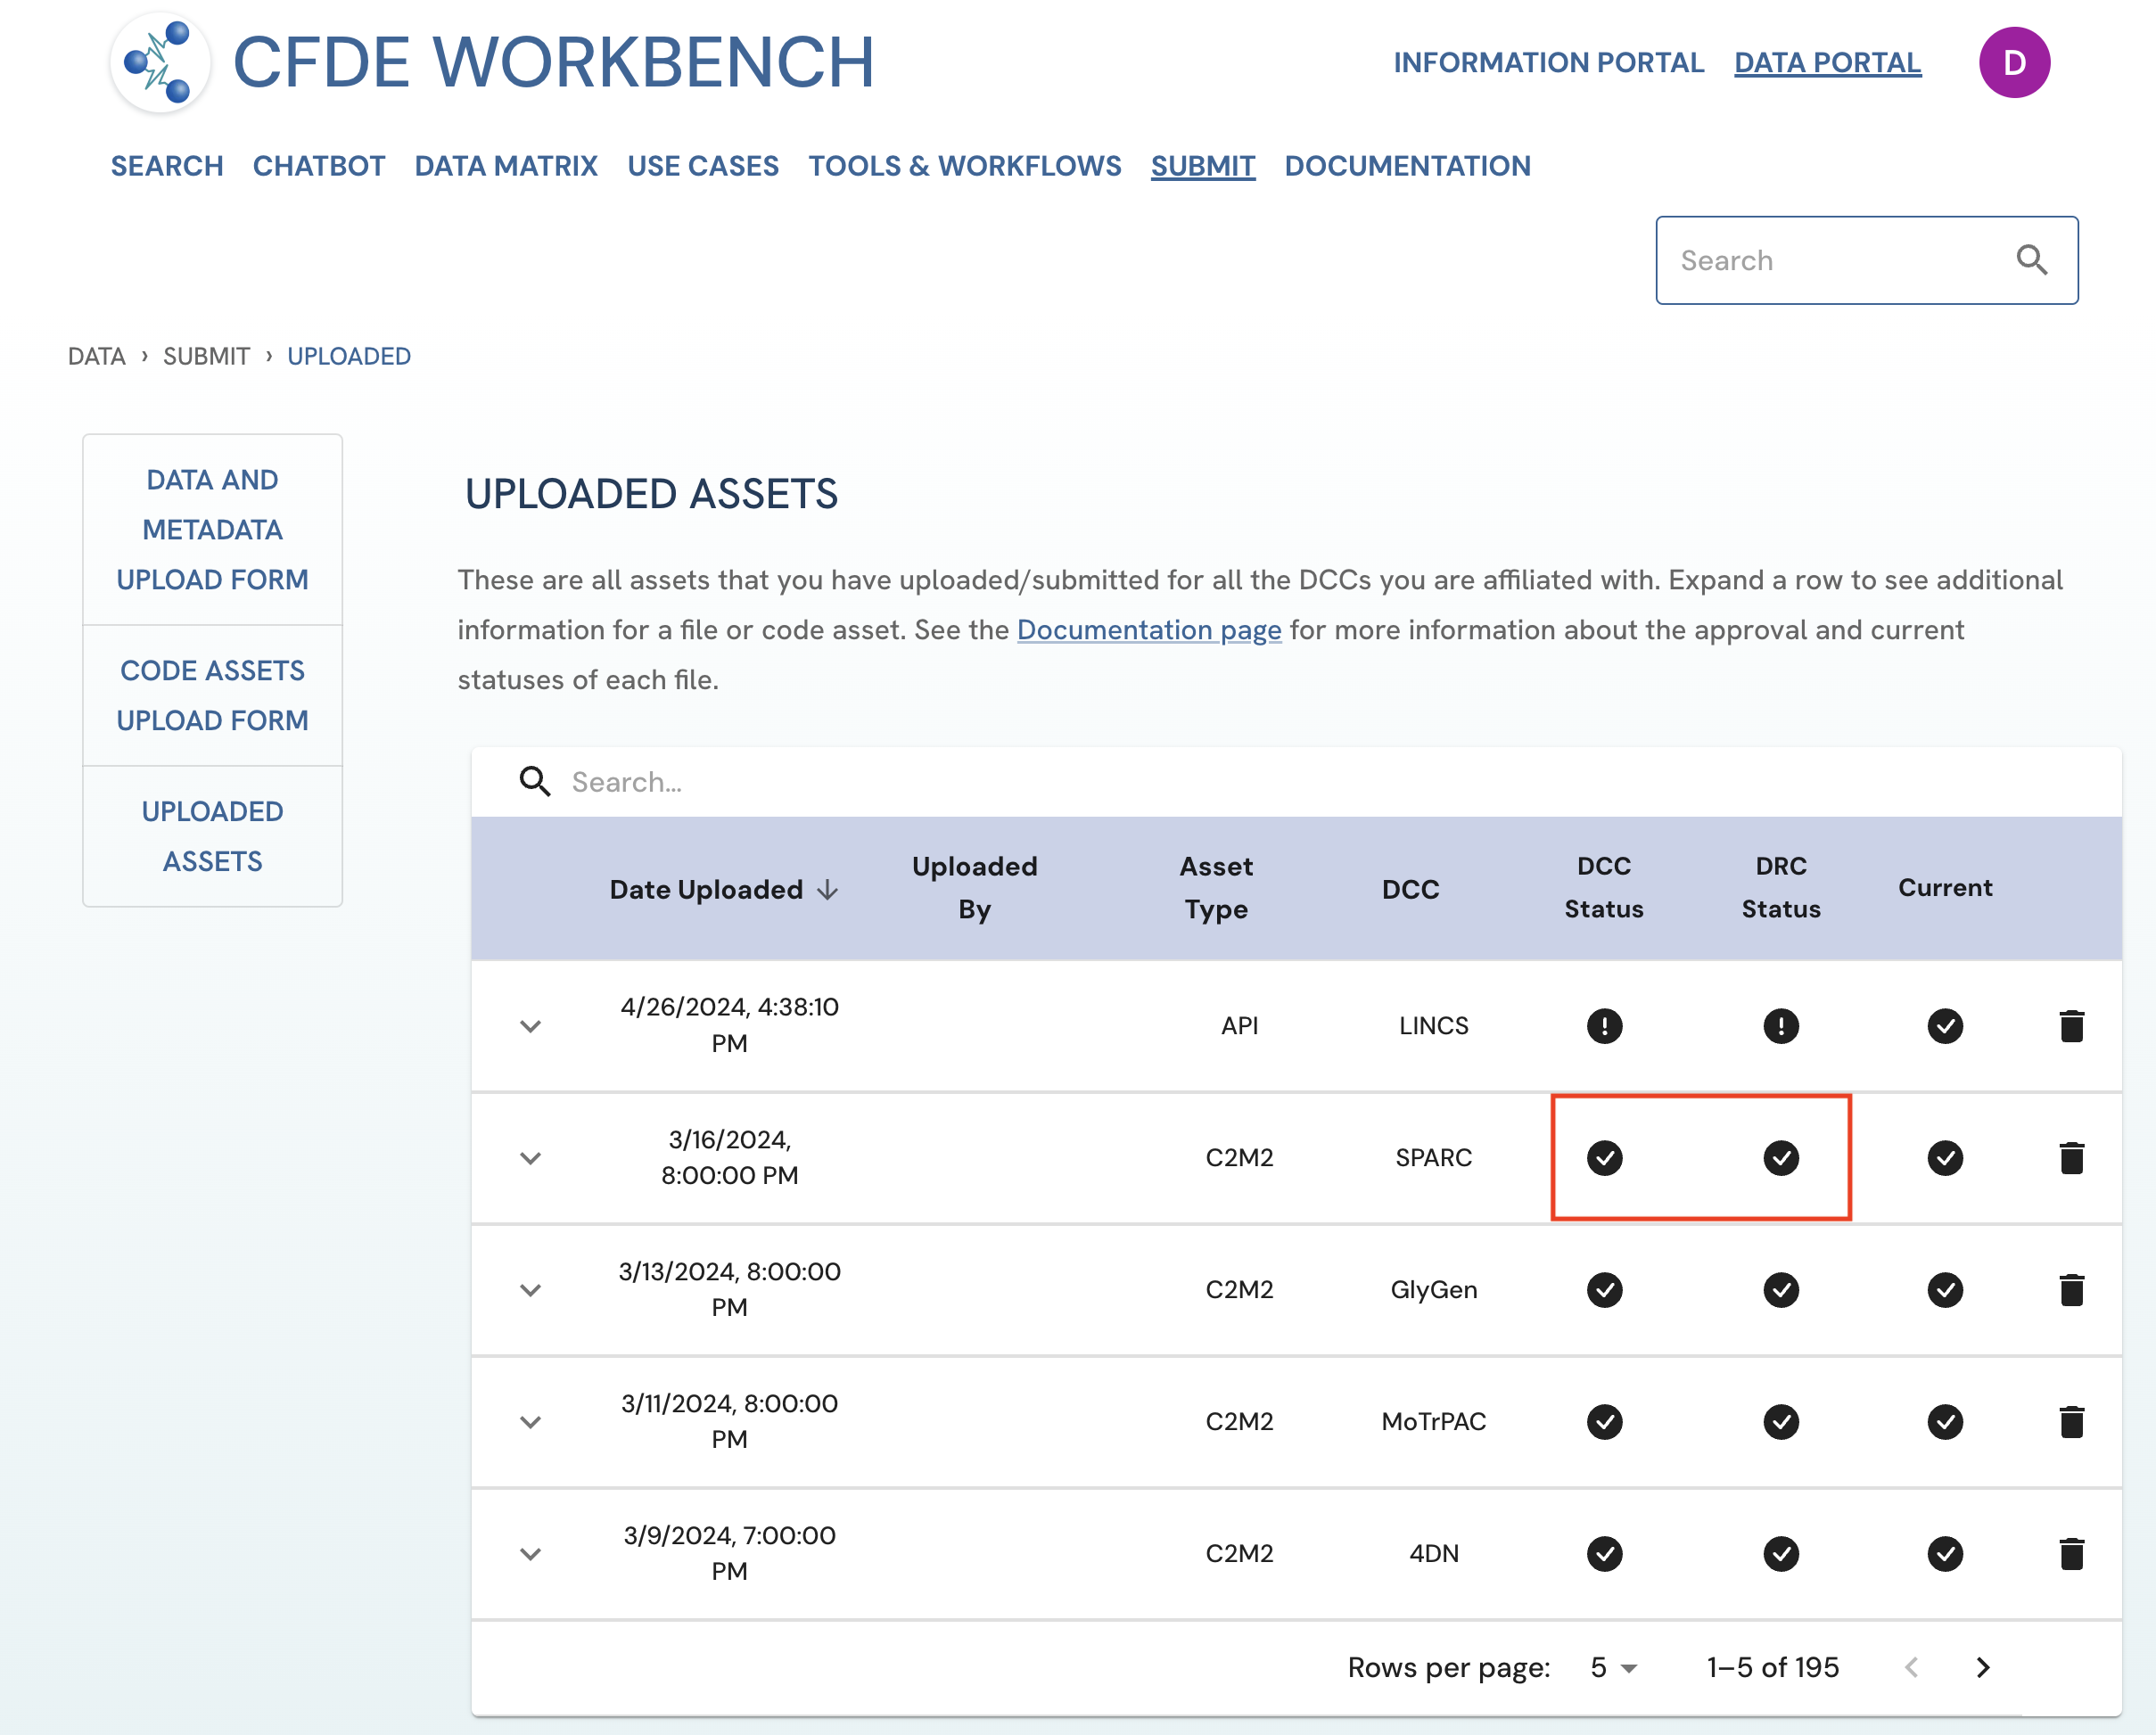 CFDE WORKBENCH
INFORMATION PORTAL DATA PORTAL D
SEARCH CHATBOT DATA MATRIX USE CASES TOOLS & WORKFLOWS SUBMIT DOCUMENTATION
Search
DATA › SUBMIT › UPLOADED
DATA AND
METADATA
UPLOAD FORM
CODE ASSETS
UPLOAD FORM
UPLOADED
ASSETS
UPLOADED ASSETS
These are all assets that you have uploaded/submitted for all the DCCs you are affiliated with. Expand a row to see additional
information for a file or code asset. See the Documentation page for more information about the approval and current
statuses of each file.
Search...
Date Uploaded
Uploaded
By
Asset
Type
DCC
DCC
Status
DRC
Status
Current
4/26/2024, 4:38:10
PM
API
LINCS
3/16/2024,
8:00:00 PM
C2M2
SPARC
3/13/2024, 8:00:00
PM
C2M2
GlyGen
3/11/2024, 8:00:00
PM
C2M2
MoTrPAC
3/9/2024, 7:00:00
PM
C2M2
4DN
Rows per page: 5 1–5 of 195